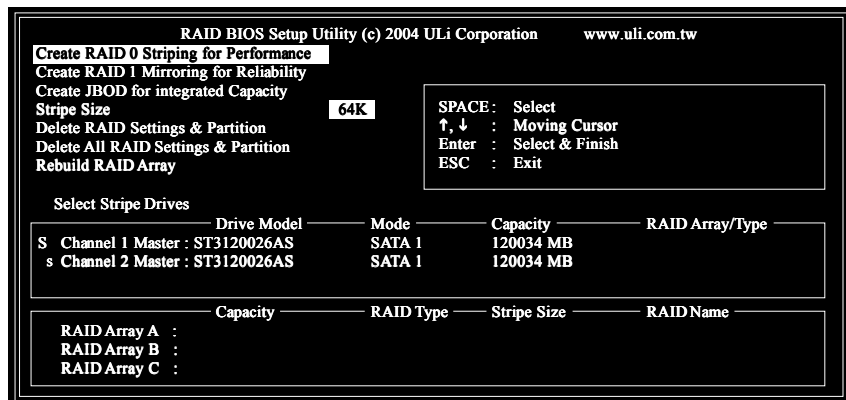 RAID BIOS Setup Utility (c) 2004 ULi Corporation www.uli.com.tw
Create RAID 0 Striping for Performance
Create RAID 1 Mirroring for Reliability
Create JBOD for integrated Capacity
Stripe Size 64K
Delete RAID Settings & Partition
Delete All RAID Settings & Partition
Rebuild RAID Array
SPACE : Select
↑, ↓ : Moving Cursor
Enter : Select & Finish
ESC : Exit
Select Stripe Drives
Drive Model Mode Capacity RAID Array/Type
S Channel 1 Master : ST3120026AS SATA 1 120034 MB
s Channel 2 Master : ST3120026AS SATA 1 120034 MB
Capacity RAID Type Stripe Size RAID Name
RAID Array A :
RAID Array B :
RAID Array C :